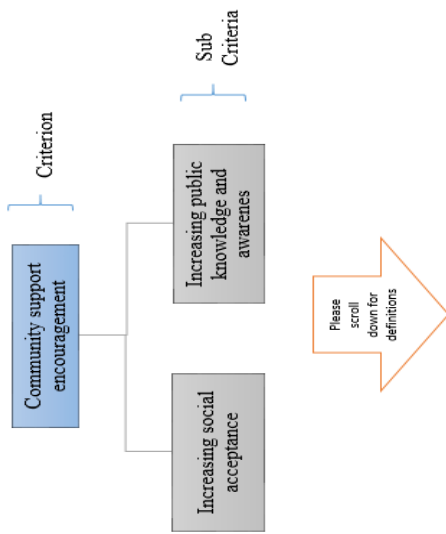 Community support
encouragement
Criterion
Increasing social
acceptance
Increasing public
knowledge and
awarenes
Sub
Criteria
Please
scroll
down for
definitions